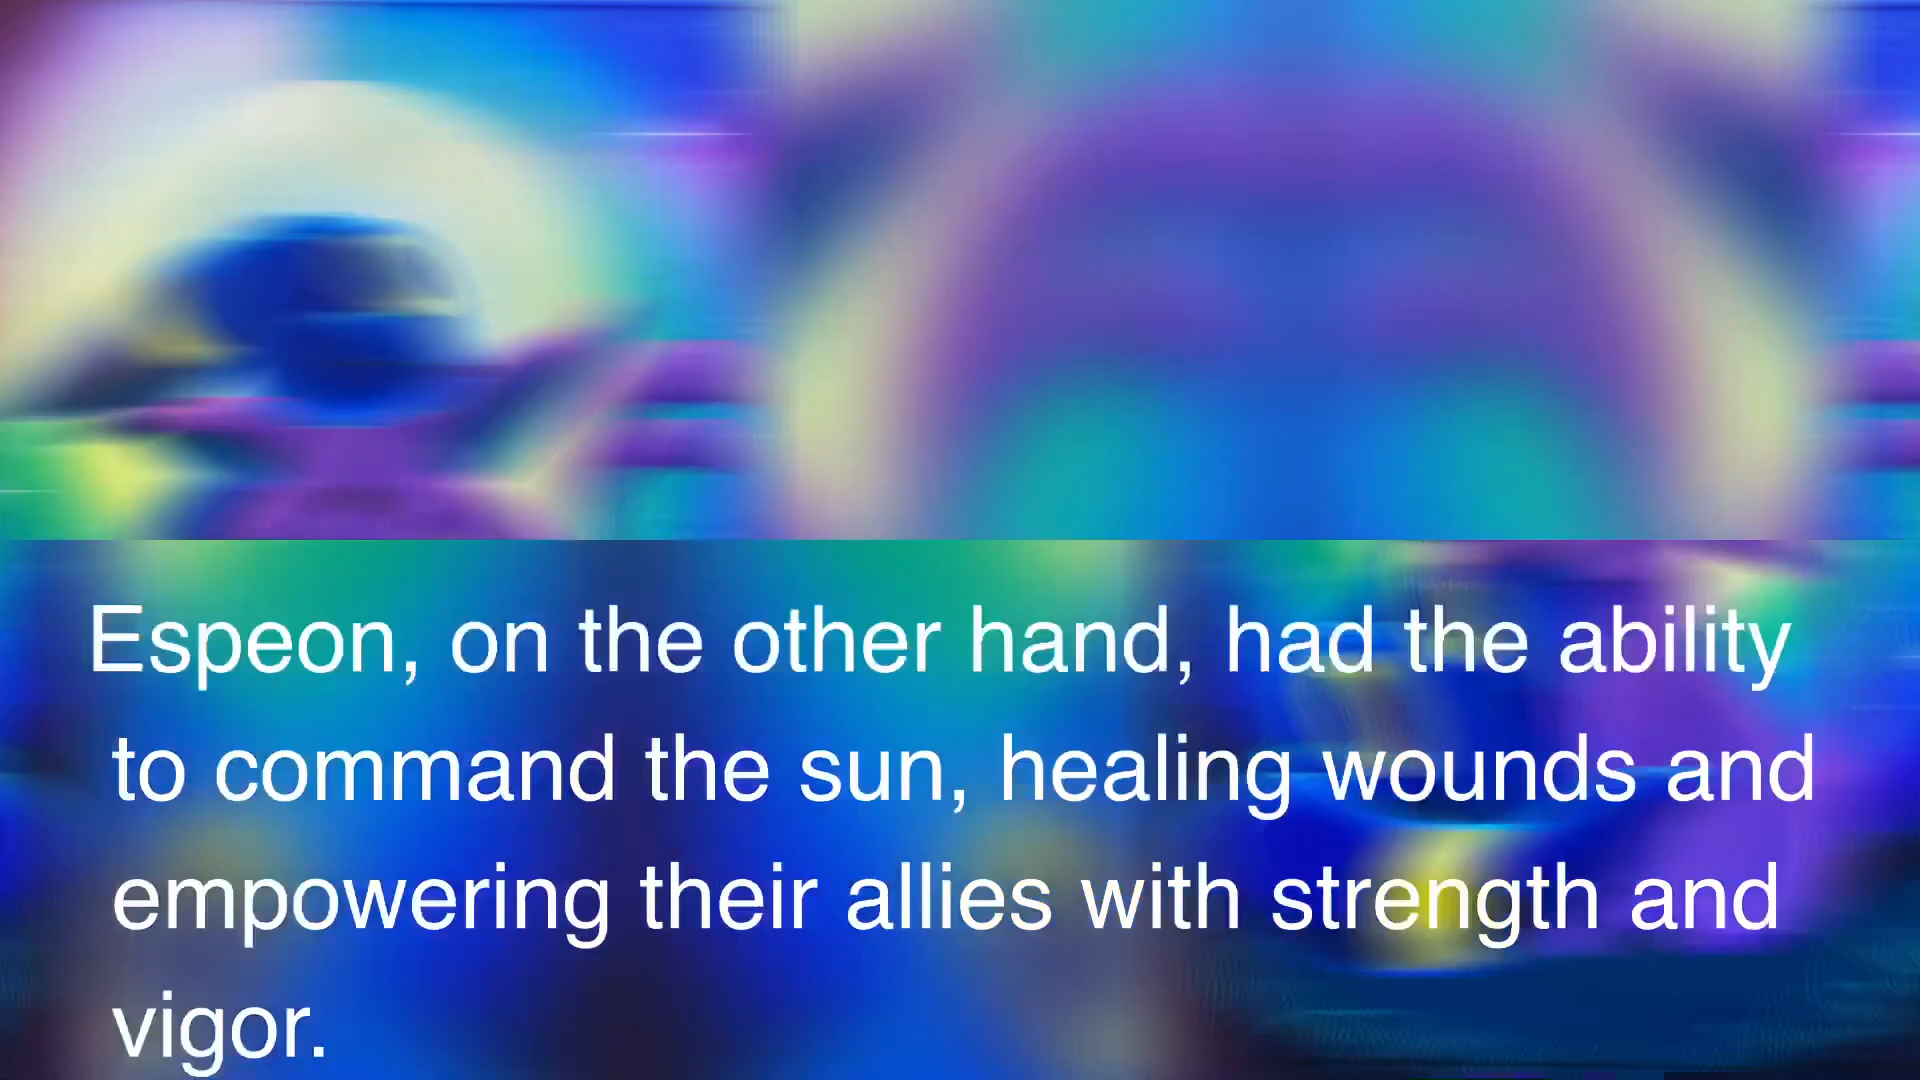 Espeon, on the other hand, had the ability
to command the sun, healing wounds and
empowering their allies with strength and
vigor.